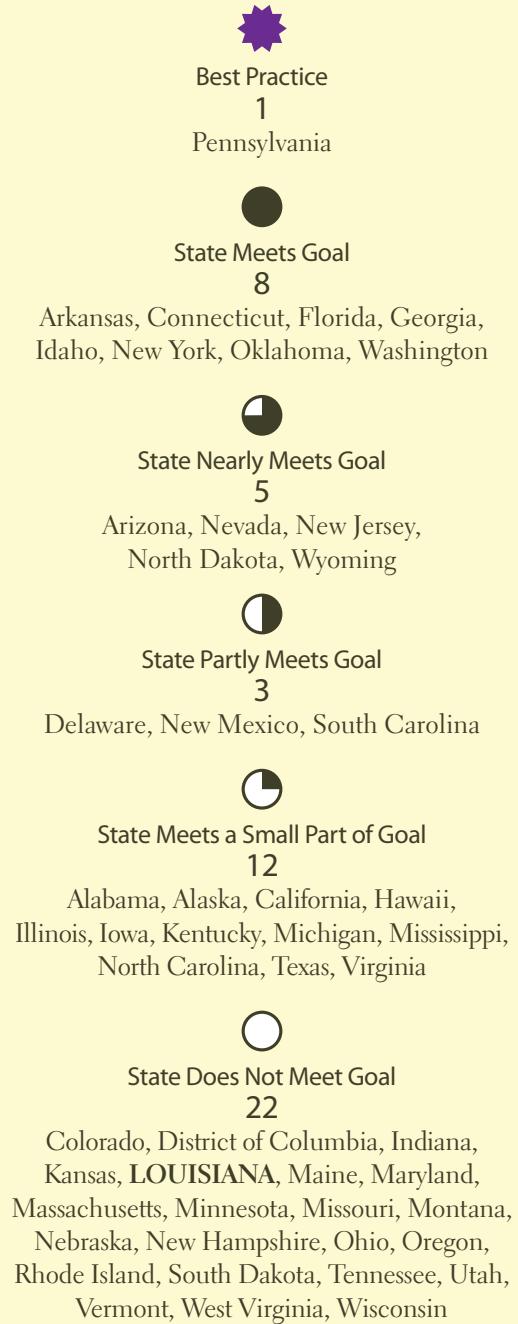 Best Practice
1
Pennsylvania
State Meets Goal
8
Arkansas, Connecticut, Florida, Georgia,
Idaho, New York, Oklahoma, Washington
State Nearly Meets Goal
5
Arizona, Nevada, New Jersey,
North Dakota, Wyoming
State Partly Meets Goal
3
Delaware, New Mexico, South Carolina
State Meets a Small Part of Goal
12
Alabama, Alaska, California, Hawaii,
Illinois, Iowa, Kentucky, Michigan, Mississippi,
North Carolina, Texas, Virginia
State Does Not Meet Goal
22
Colorado, District of Columbia, Indiana,
Kansas, LOUISIANA, Maine, Maryland,
Massachusetts, Minnesota, Missouri, Montana,
Nebraska, New Hampshire, Ohio, Oregon,
Rhode Island, South Dakota, Tennessee, Utah,
Vermont, West Virginia, Wisconsin